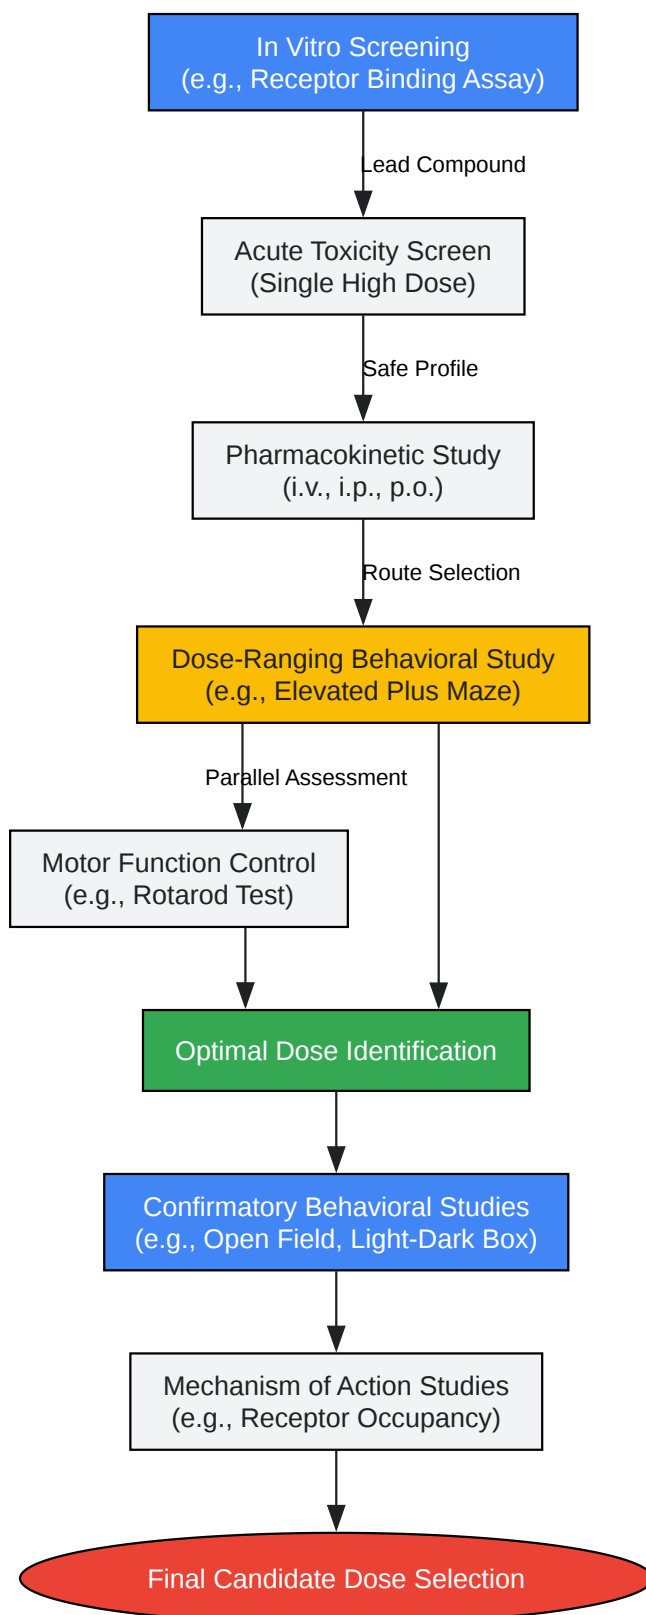 In Vitro Screening
(e.g., Receptor Binding Assay)
Lead Compound
Acute Toxicity Screen
(Single High Dose)
Safe Profile
Pharmacokinetic Study
(i.v., i.p., p.o.)
Route Selection
Dose-Ranging Behavioral Study
(e.g., Elevated Plus Maze)
Parallel Assessment
Motor Function Control
(e.g., Rotarod Test)
Optimal Dose Identification
Confirmatory Behavioral Studies
(e.g., Open Field, Light-Dark Box)
Mechanism of Action Studies
(e.g., Receptor Occupancy)
Final Candidate Dose Selection